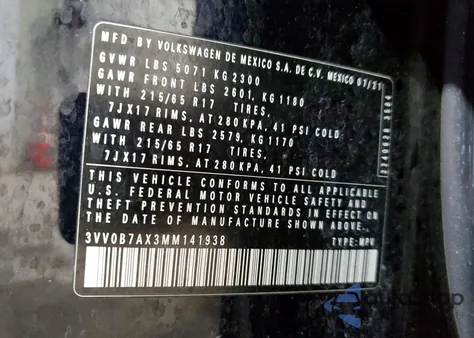 MFD BY VOLKSWAGEN DE MEXICO S.A. DE C.V. MEXICO 07/21
GVWR LBS 5071 KG 2300
GAWR FRONT LBS 2601, KG 1180
WITH 215/65 R17 TIRES,
7JX17 RIMS, AT 280 KPA, 41 PSI COLD
GAWR REAR LBS 2579, KG 1170
WITH 215/65 R17 TIRES,
7JX17 RIMS, AT 280 KPA, 41 PSI COLD
THIS VEHICLE CONFORMS TO ALL APPLICABLE
U.S. FEDERAL MOTOR VEHICLE SAFETY AND
THEFT PREVENTION STANDARDS IN EFFECT ON
THE DATE OF MANUFACTURE SHOWN ABOVE.
3VV0B7AX3MM141938 TYPE: MPV